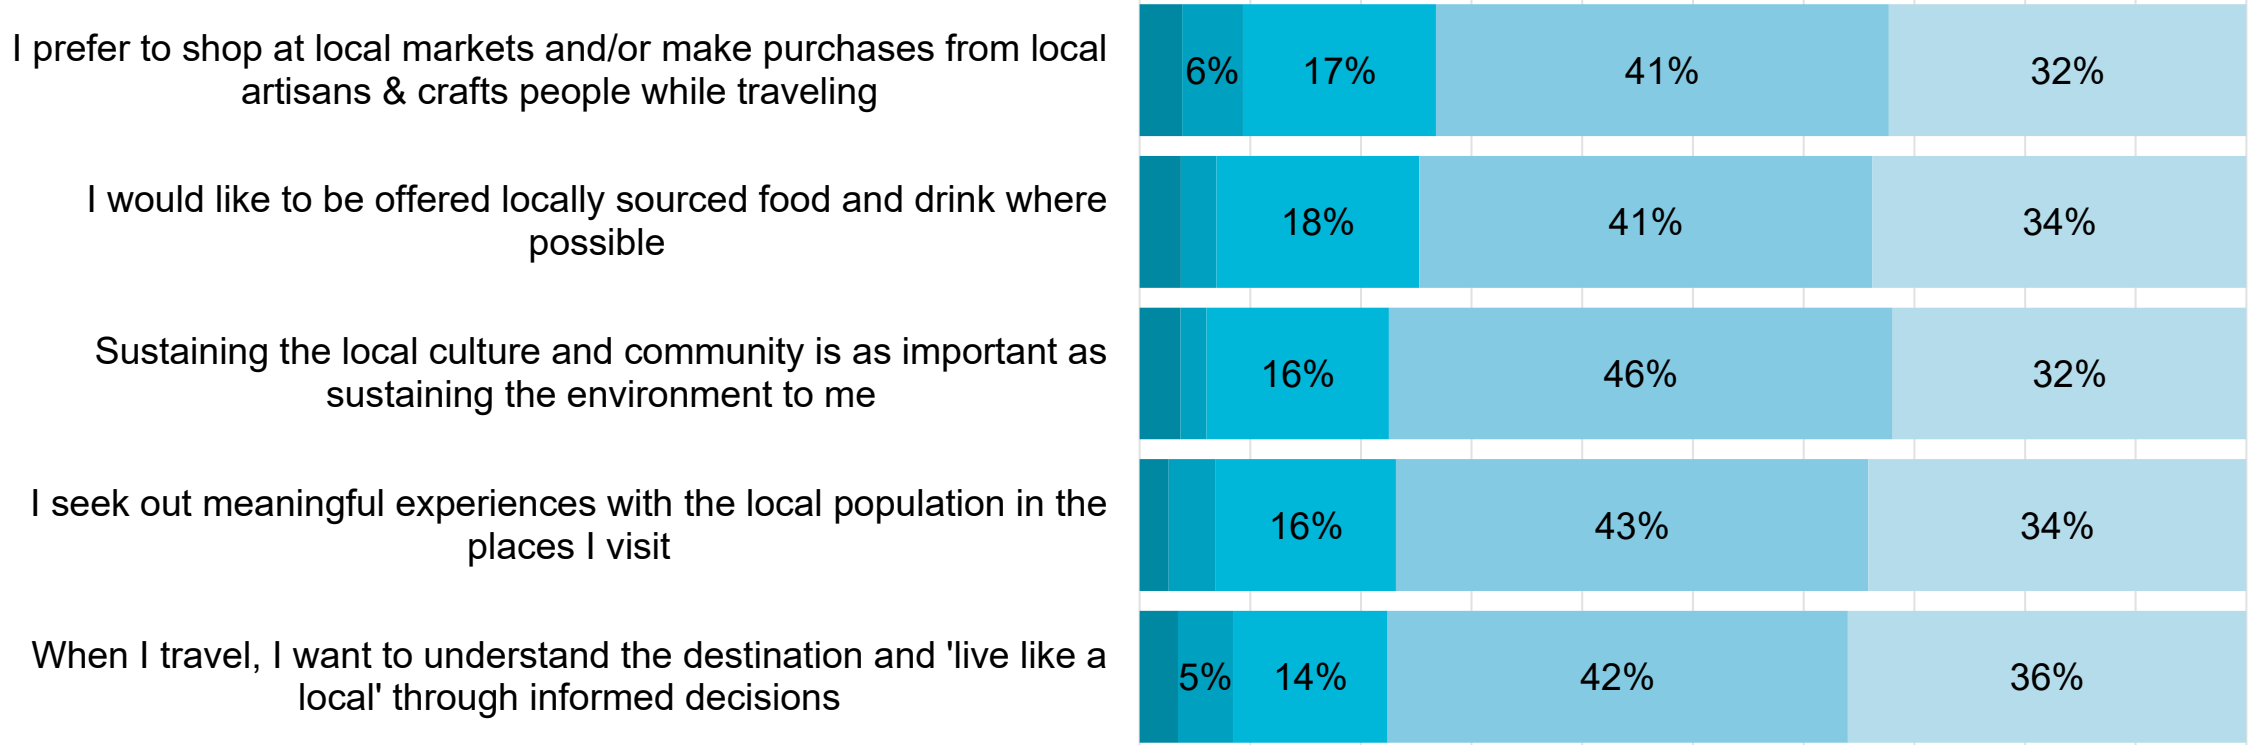 I prefer to shop at local markets and/or make purchases from local
artisans & crafts people while traveling
6% 17% 41% 32%
I would like to be offered locally sourced food and drink where
possible
18% 41% 34%
Sustaining the local culture and community is as important as
sustaining the environment to me
16% 46% 32%
I seek out meaningful experiences with the local population in the
places I visit
16% 43% 34%
When I travel, I want to understand the destination and 'live like a
local' through informed decisions
5% 14% 42% 36%